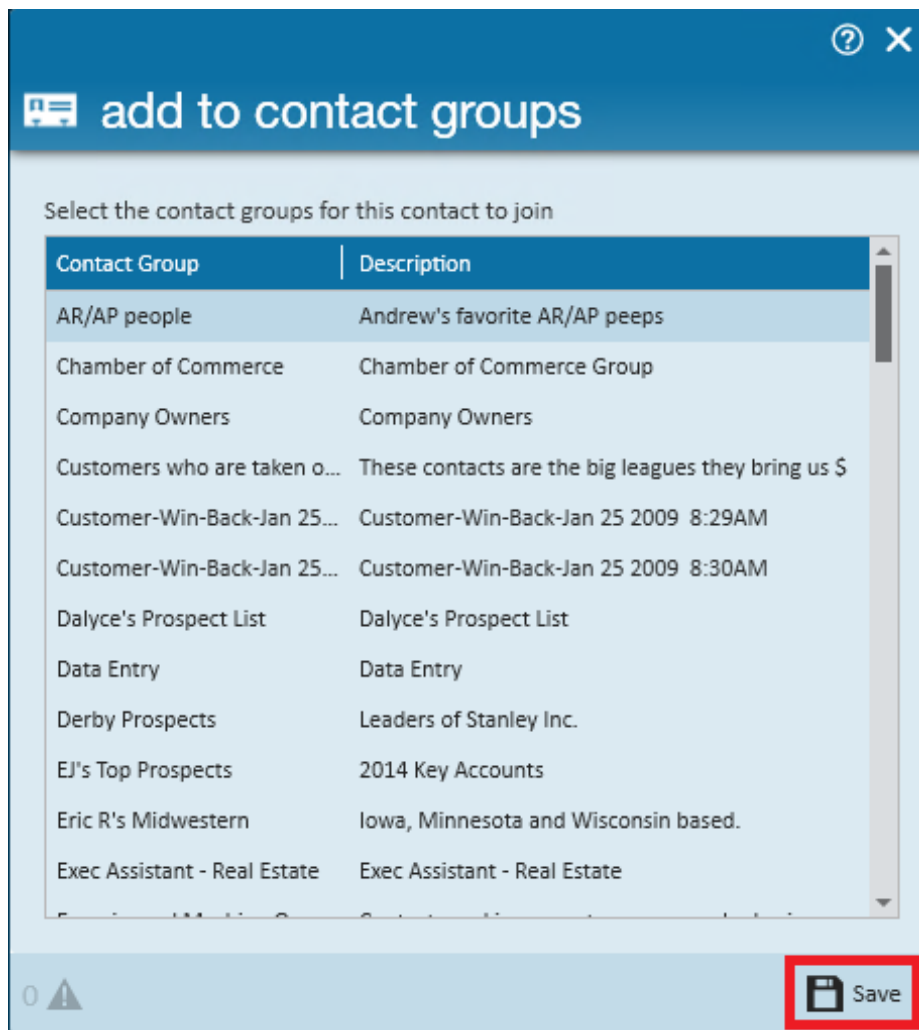 add to contact groups
Select the contact groups for this contact to join
Contact Group Description
AR/AP people Andrew's favorite AR/AP peeps
Chamber of Commerce Chamber of Commerce Group
Company Owners Company Owners
Customers who are taken o... These contacts are the big leagues they bring us $
Customer-Win-Back-Jan 25... Customer-Win-Back-Jan 25 2009 8:29AM
Customer-Win-Back-Jan 25... Customer-Win-Back-Jan 25 2009 8:30AM
Dalyce's Prospect List Dalyce's Prospect List
Data Entry Data Entry
Derby Prospects Leaders of Stanley Inc.
EJ's Top Prospects 2014 Key Accounts
Eric R's Midwestern Iowa, Minnesota and Wisconsin based.
Exec Assistant - Real Estate Exec Assistant - Real Estate
0 Save